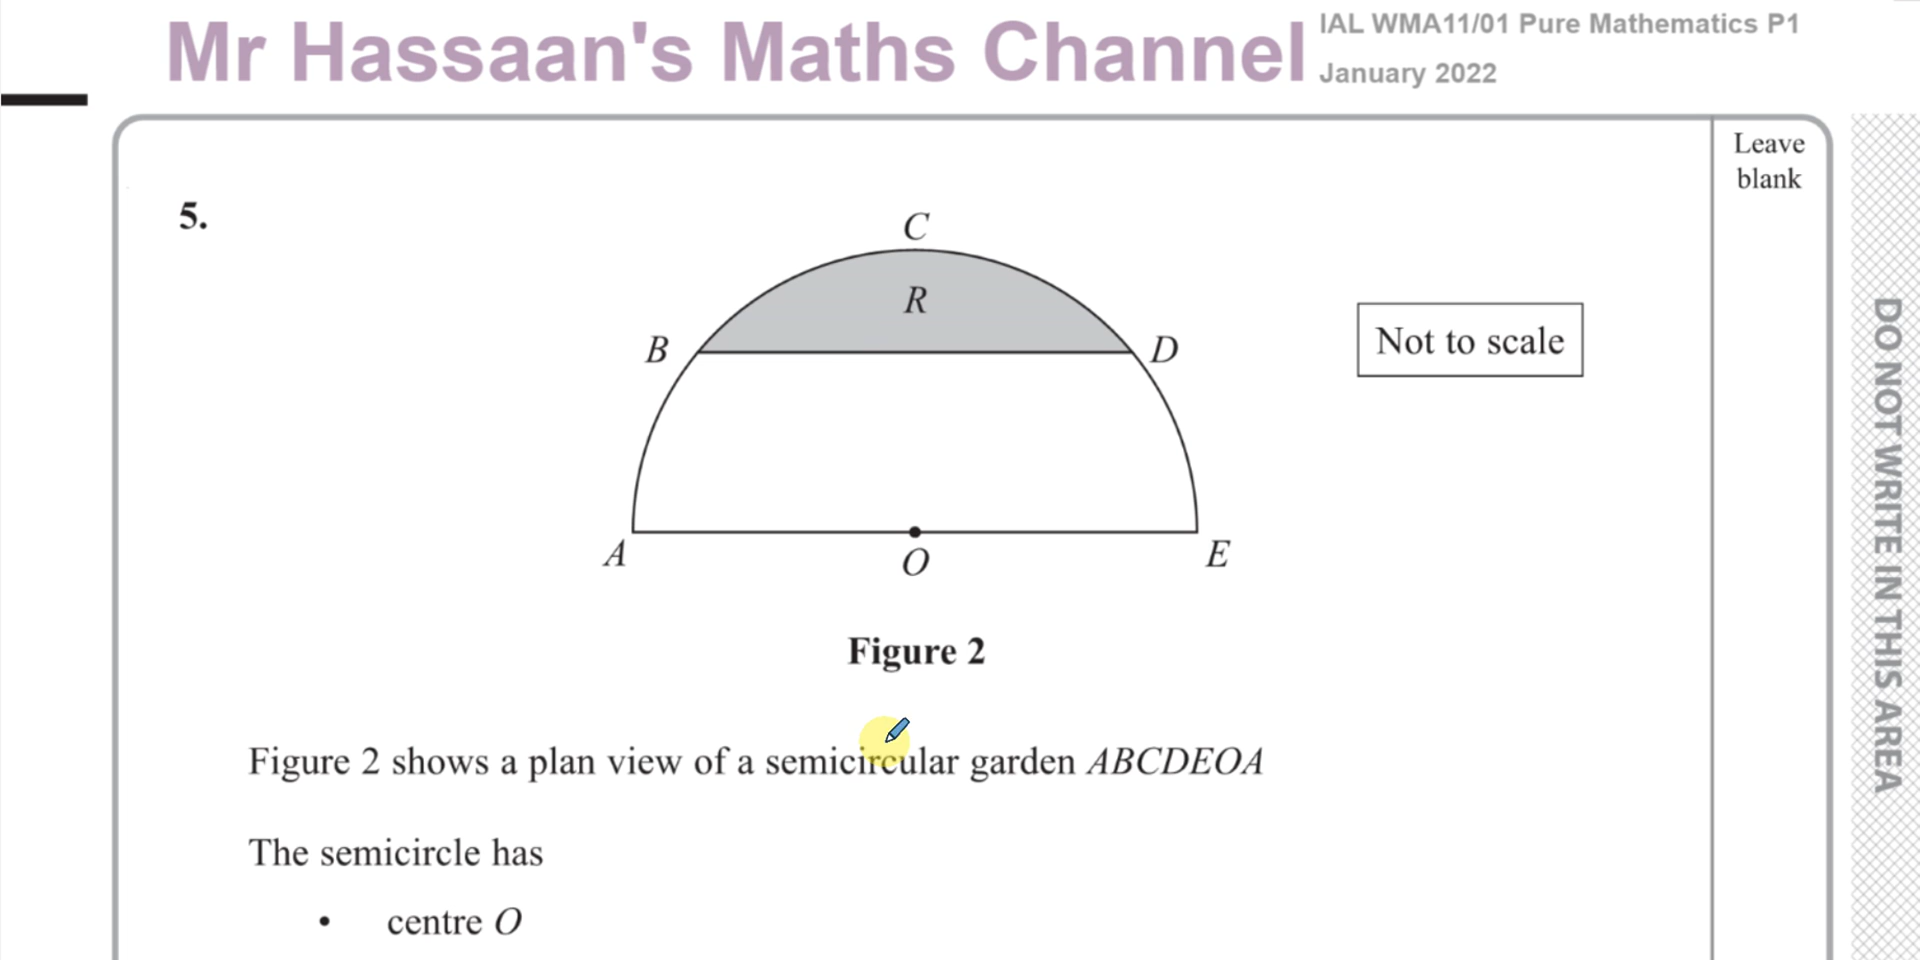 Mr Hassaan's Maths Channel
IAL WMA11/01 Pure Mathematics P1
January 2022
Leave
blank
5.
C
R
B
D
Not to scale
A
O
E
Figure 2
Figure 2 shows a plan view of a semicircular garden ABCDEOA
The semicircle has
• centre O
DO NOT WRITE IN THIS AREA